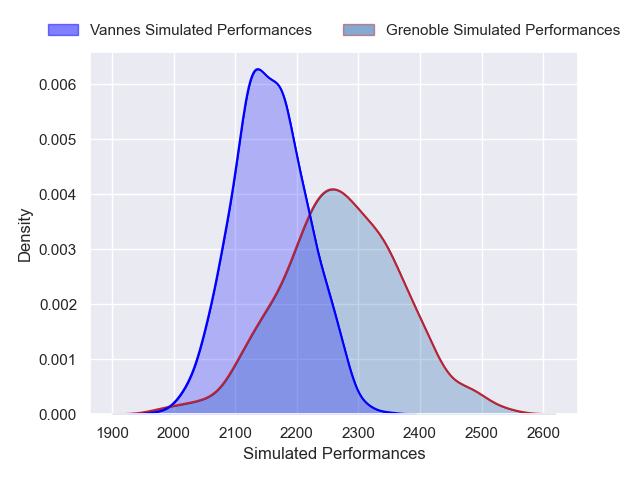 Vannes Simulated Performances
Grenoble Simulated Performances
0.006
0.005
0.004
0.003
0.002
0.001
0.000
Density
1900 2000 2100 2200 2300 2400 2500 2600
Simulated Performances